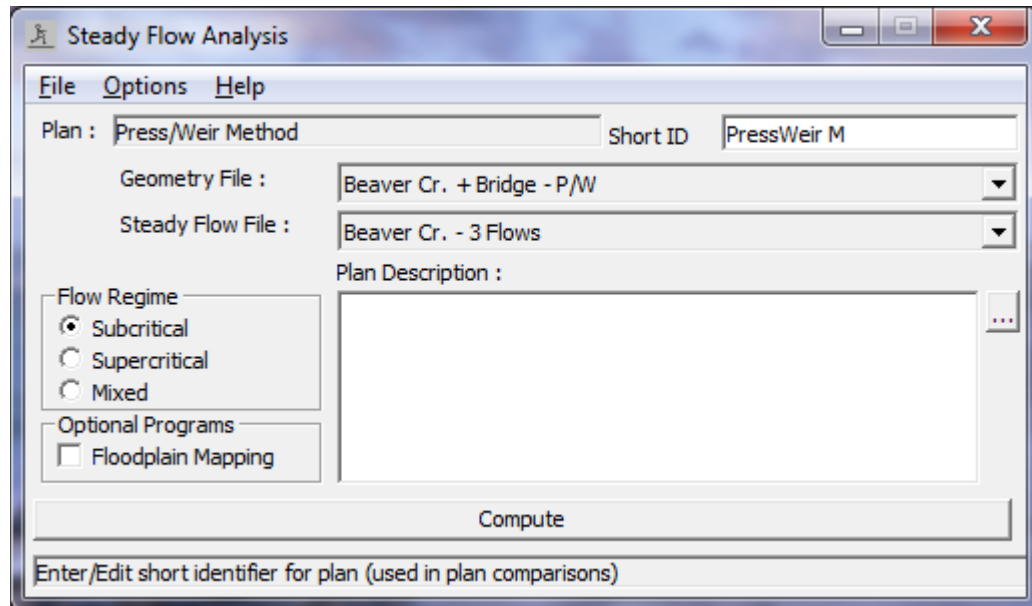 Steady Flow Analysis
File Options Help
Plan : Press/Weir Method Short ID PressWeir M
Geometry File : Beaver Cr. + Bridge - P/W
Steady Flow File : Beaver Cr. - 3 Flows
Plan Description :
Flow Regime
...
Subcritical
Supercritical
Mixed
Optional Programs
Floodplain Mapping
Compute
Enter/Edit short identifier for plan (used in plan comparisons)